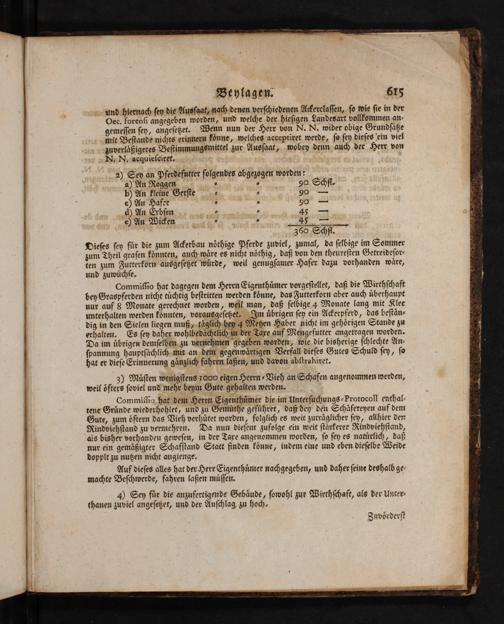 Beylagen. 615
und hiernach sey die Aussaat, nach denen verschiedenen Ackerclassen, so wie sie in der
Oec. forensi angegeben worden, und welche der hiesigen Landesart vollkommen an-
gemessen sey, angesetzet. Wenn nun der Herr von N. N. wider obige Grundsätze
mit Bestande nichts erinnern könne, welches acceptiret werde, so sey dieses ein viel
zuverläßigeres Bestimmungsmittel zur Aussaat, wobey denn auch der Herr von
N. N. acquiesciret.
2) Sey an Pferdefutter folgendes abgezogen worden:
a) An Roggen " " 90 Schfl.
b) An kleine Gerste " 90 —
c) An Hafer " " 90 —
d) An Erbsen " " 45 —
e) An Wicken " " 45 —
360 Schfl.
Dieses sey für die zum Ackerbau nöthige Pferde zuviel, zumal, da selbige im Sommer
zum Theil grasen könnten, auch wäre es nicht nöthig, daß von den theuresten Getreidesor-
ten zum Futterkorn ausgesetzet würde, weil genugsamer Hafer dazu vorhanden wäre,
und zuwüchse.
Commissio hat dagegen dem Herrn Eigenthümer vorgestellet, daß die Wirthschaft
bey Graspferden nicht tüchtig bestritten werden könne, das Futterkorn aber auch überhaupt
nur auf 8 Monate gerechnet worden, weil man, daß selbige 4 Monate lang mit Klee
unterhalten werden könnten, vorausgesetzet. Im übrigen sey ein Ackerpferd, das bestän-
dig in den Sielen liegen muß, täglich bey 4 Metzen Haber nicht im gehörigen Stande zu
erhalten. Es sey daher wohlbedächtlich in der Taxe auf Mengefutter angetragen worden.
Da im übrigen demselben zu vernehmen gegeben worden, wie die bisherige schlechte An-
spannung hauptsächlich mit an dem gegenwärtigen Verfall dieses Gutes Schuld sey, so
hat er diese Erinnerung gänzlich fahren laßen, und davon abstrahiret.
3) Müsten wenigstens 1000 eigen Herrn-Vieh an Schafen angenommen werden,
weil öfters soviel und mehr beym Gute gehalten werden.
Commissio hat dem Herrn Eigenthümer die im Untersuchungs-Protocoll enthal-
tene Gründe wiederhohlet, und zu Gemüthe geführet, daß bey den Schäfereyen auf dem
Gute, zum öftern das Vieh verhütet worden, folglich es weit zuträglicher sey, allhier den
Rindviehstand zu vermehren. Da nun diesem zufolge ein weit stärkerer Rindviehstand,
als bisher vorhanden gewesen, in der Taxe angenommen worden, so sey es natürlich, daß
nur ein gemäßigter Schafstand Statt finden könne, indem eine und eben dieselbe Weide
dopplt zu nutzen nicht angienge.
Auf dieses alles hat der Herr Eigenthümer nachgegeben, und daher seine deshalb ge-
machte Beschwerde, fahren laßen müssen.
4) Sey für die anzufertigende Gebäude, sowohl zur Wirthschaft, als der Unter-
thanen zuviel angesetzet, und der Anschlag zu hoch.
Zuvörderst